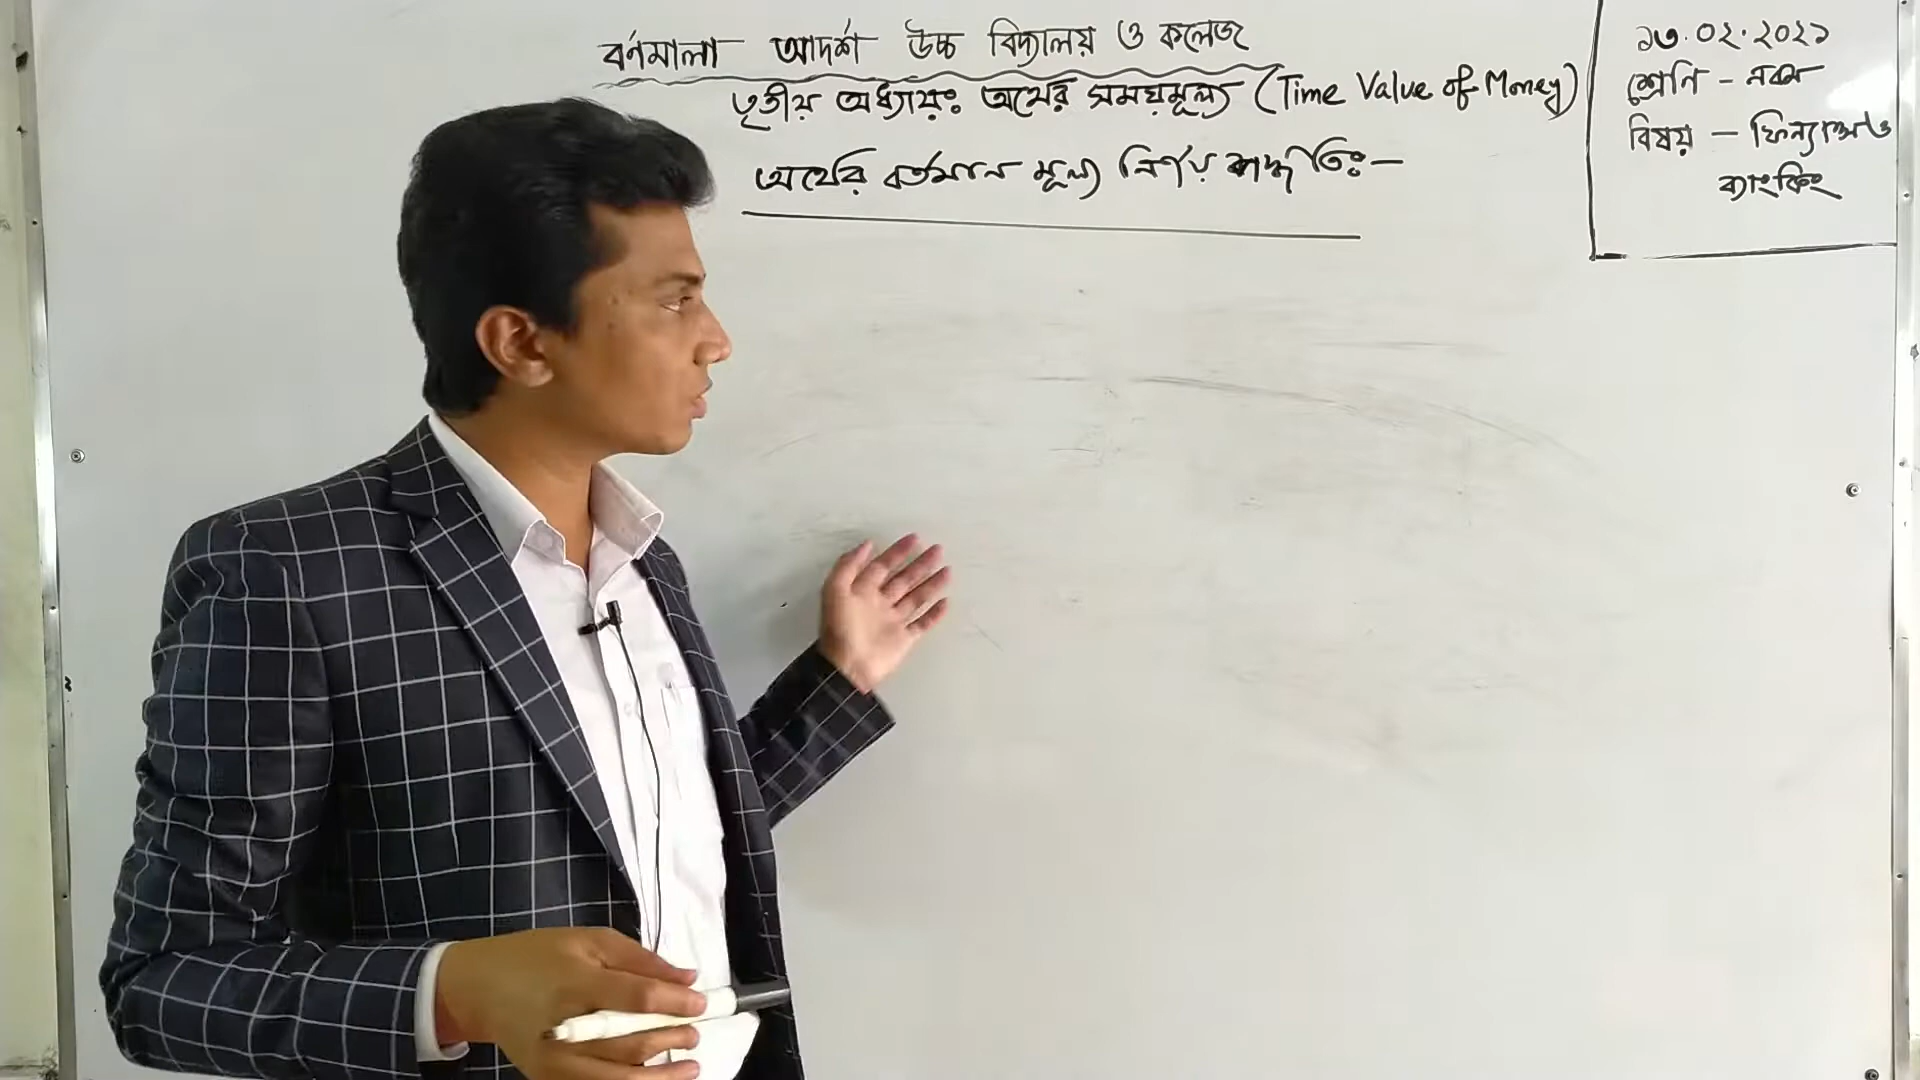 বর্ণমালা আদর্শ উচ্চ বিদ্যালয় ও কলেজ
তৃতীয় অধ্যায়ঃ অর্থের সময়মূল্য (Time Value of Money)
অর্থের বর্তমান মূল্য নির্ণয় পদ্ধতিঃ-
১৩.০২.২০২১
শ্রেণি - নবম
বিষয় - ফিন্যান্স ও
ব্যাংকিং